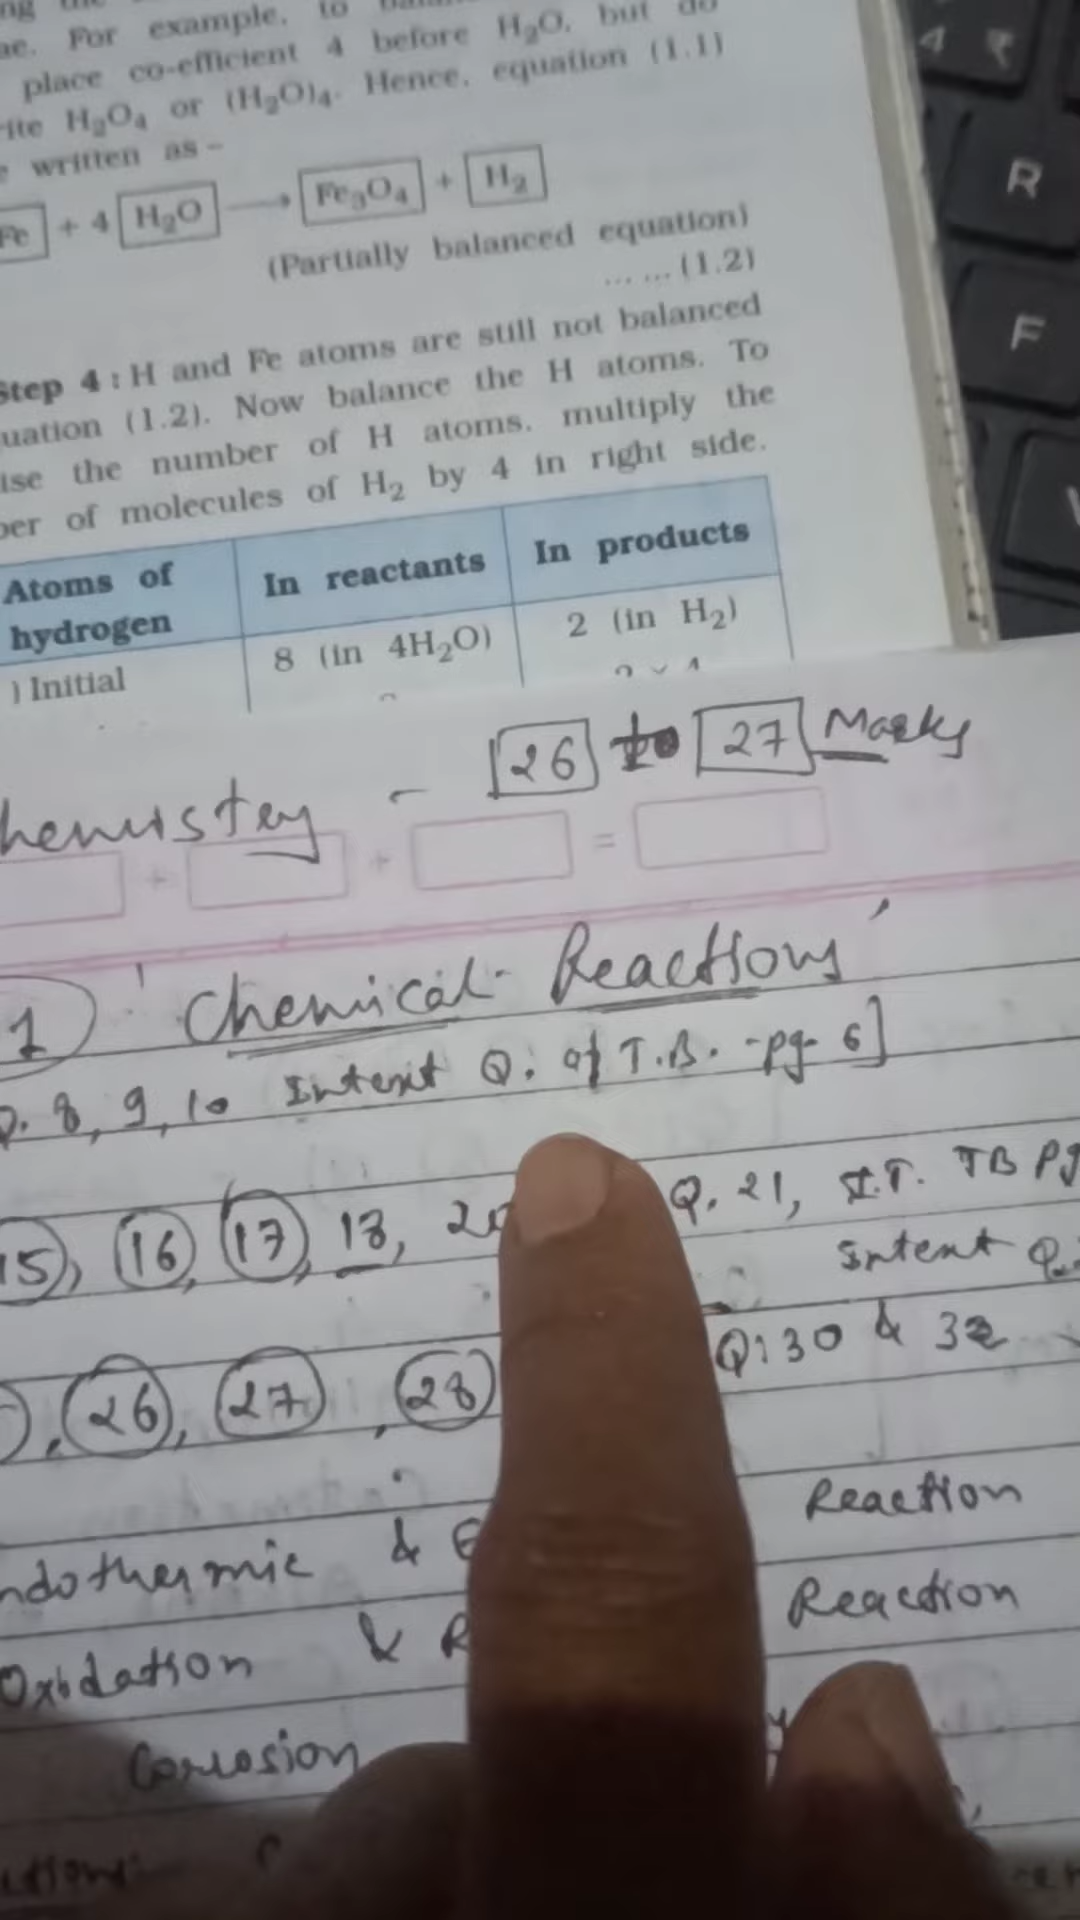 For example, to
place co-efficient 4 before H₂O, but do
H₂O₄ or (H₂O)₄. Hence, equation (1.1)
written as –
Fe + 4 H₂O → Fe₃O₄ + H₂
(Partially balanced equation)
... ... (1.2)
Step 4 : H and Fe atoms are still not balanced
(1.2). Now balance the H atoms. To
the number of H atoms, multiply the
of molecules of H₂ by 4 in right side.
Atoms of hydrogen In reactants In products
) Initial 8 (in 4H₂O) 2 (in H₂)
hemistry - 26 to 27 Marks
+ + =
1 'Chemical Reactions'
Q. 8, 9, 10 Intext Q. of T.B. - pg- 6]
15, 16, 17, 18, 20 Q. 21, I.T. TB Pg
Intext Q.
26, 27, 28 Q. 30 & 32
ndothermic & E Reaction
Oxidation & R Reaction
Corrosion
R
F
4 ₹